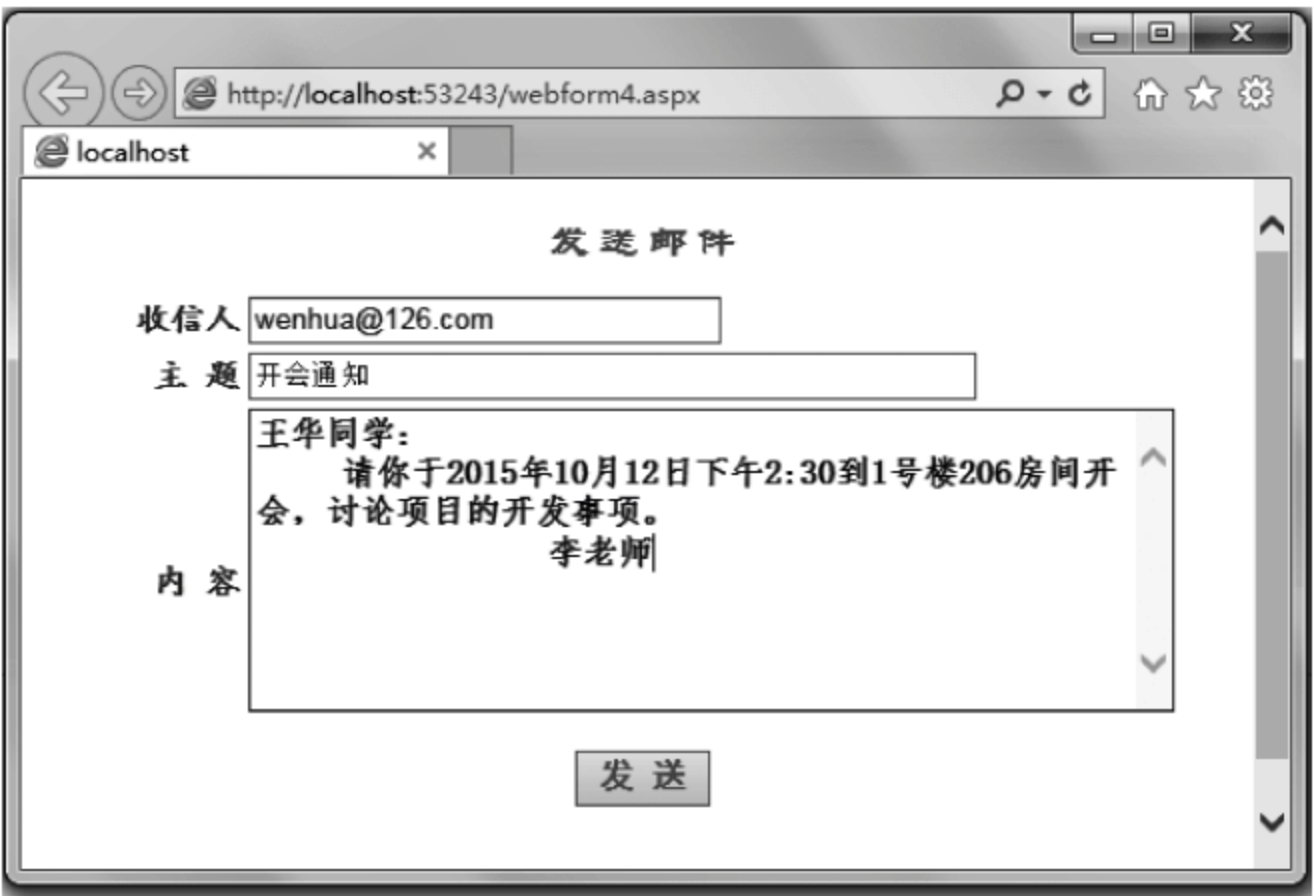 http://localhost:53243/webform4.aspx
localhost
发送邮件
收信人 wenhua@126.com
主 题 开会通知
王华同学：
请你于2015年10月12日下午2:30到1号楼206房间开
会，讨论项目的开发事项。
李老师
内 容
发 送